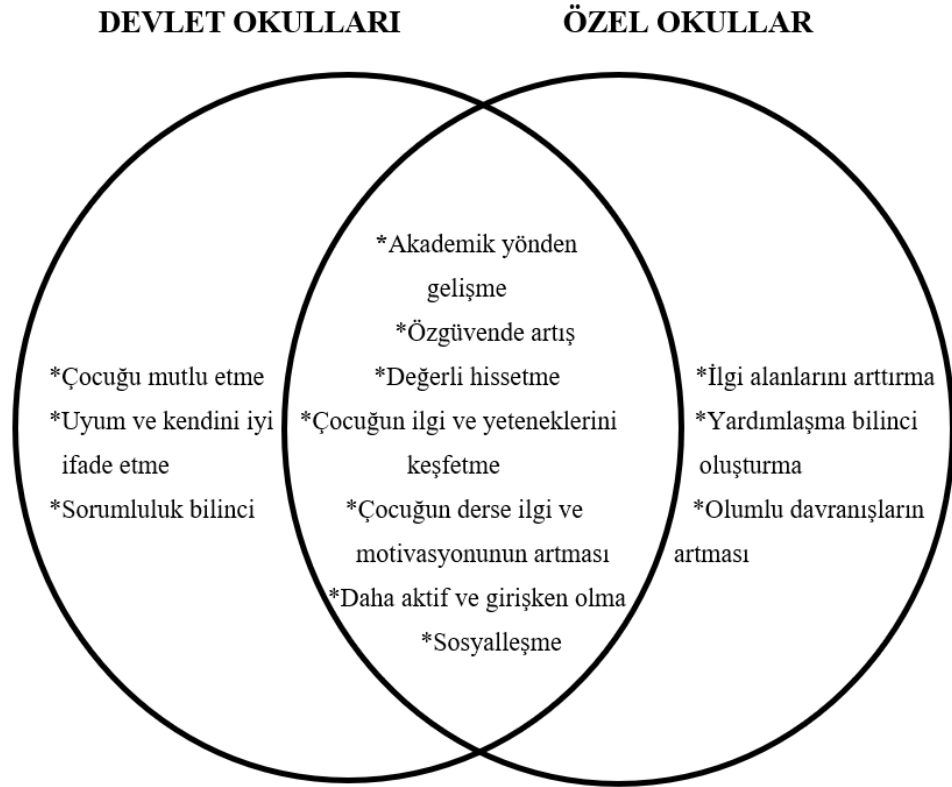 DEVLET OKULLARI
ÖZEL OKULLAR
*Çocuğu mutlu etme
*Uyum ve kendini iyi
ifade etme
*Sorumluluk bilinci
*Akademik yönden
gelişme
*Özgüvende artış
*Değerli hissetme
*Çocuğun ilgi ve yeteneklerini
keşfetme
*Çocuğun derse ilgi ve
motivasyonunun artması
*Daha aktif ve girişken olma
*Sosyalleşme
*İlgi alanlarını arttırma
*Yardımlaşma bilinci
oluşturma
*Olumlu davranışların
artması